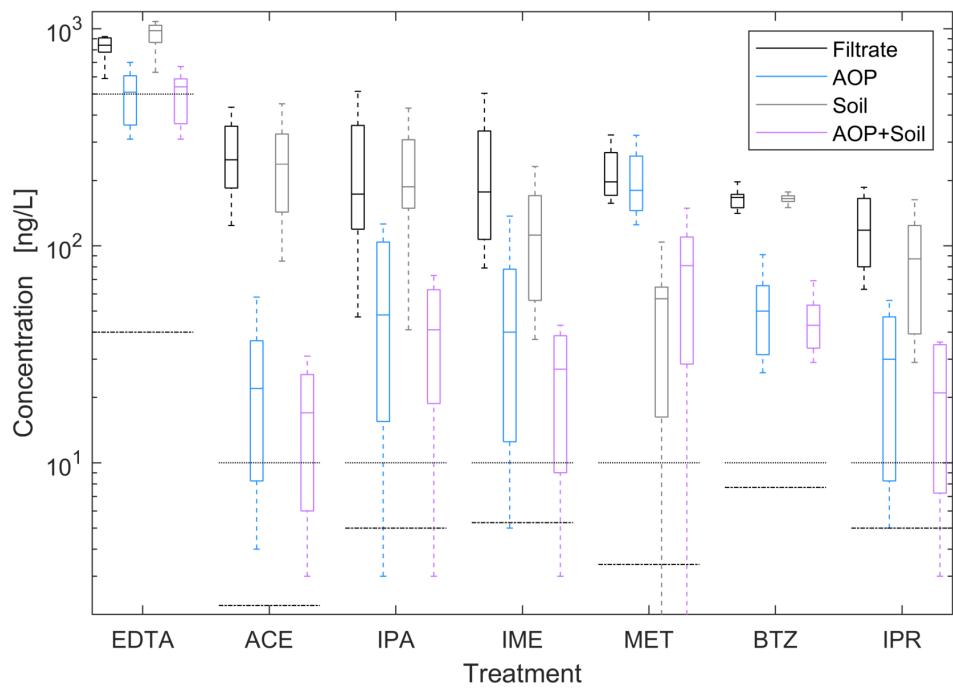 10³
10²
10¹
Concentration [ng/L]
Filtrate
AOP
Soil
AOP+Soil
EDTA ACE IPA IME MET BTZ IPR
Treatment